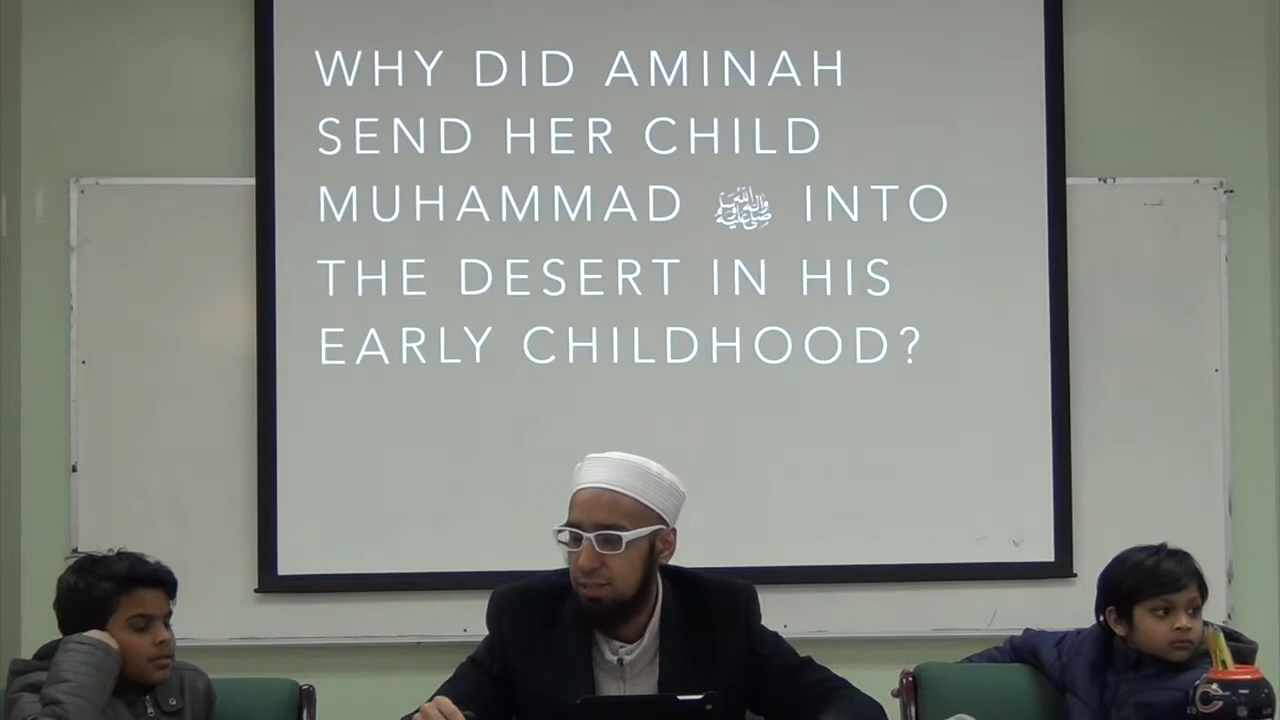 WHY DID AMINAH
SEND HER CHILD
MUHAMMAD ﷺ INTO
THE DESERT IN HIS
EARLY CHILDHOOD?